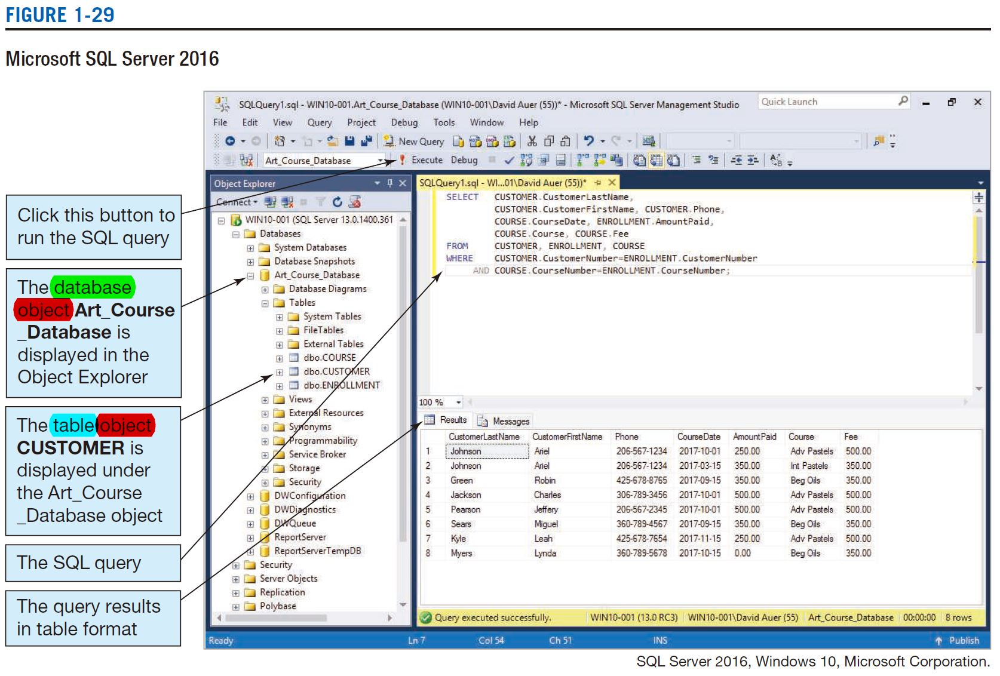 FIGURE 1-29
Microsoft SQL Server 2016
SQLQuery1.sql - WIN10-001.Art_Course_Database (WIN10-001\David Auer (55))* - Microsoft SQL Server Management Studio
Quick Launch
File Edit View Query Project Debug Tools Window Help
New Query
Art_Course_Database Execute Debug
Object Explorer
Connect
WIN10-001 (SQL Server 13.0.1400.361
Databases
System Databases
Database Snapshots
Art_Course_Database
Database Diagrams
Tables
System Tables
FileTables
External Tables
dbo.COURSE
dbo.CUSTOMER
dbo.ENROLLMENT
Views
External Resources
Synonyms
Programmability
Service Broker
Storage
Security
DWConfiguration
DWDiagnostics
DWQueue
ReportServer
ReportServerTempDB
Security
Server Objects
Replication
Polybase
SQLQuery1.sql - WI...01\David Auer (55))*
SELECT CUSTOMER.CustomerLastName,
CUSTOMER.CustomerFirstName, CUSTOMER.Phone,
COURSE.CourseDate, ENROLLMENT.AmountPaid,
COURSE.Course, COURSE.Fee
FROM CUSTOMER, ENROLLMENT, COURSE
WHERE CUSTOMER.CustomerNumber=ENROLLMENT.CustomerNumber
AND COURSE.CourseNumber=ENROLLMENT.CourseNumber;
100 %
Results Messages
CustomerLastName CustomerFirstName Phone CourseDate AmountPaid Course Fee
1 Johnson Ariel 206-567-1234 2017-10-01 250.00 Adv Pastels 500.00
2 Johnson Ariel 206-567-1234 2017-03-15 350.00 Int Pastels 350.00
3 Green Robin 425-678-8765 2017-09-15 350.00 Beg Oils 350.00
4 Jackson Charles 306-789-3456 2017-10-01 500.00 Adv Pastels 500.00
5 Pearson Jeffery 206-567-2345 2017-10-01 500.00 Adv Pastels 500.00
6 Sears Miguel 360-789-4567 2017-09-15 350.00 Beg Oils 350.00
7 Kyle Leah 425-678-7654 2017-11-15 250.00 Adv Pastels 500.00
8 Myers Lynda 360-789-5678 2017-10-15 0.00 Beg Oils 350.00
Query executed successfully. WIN10-001 (13.0 RC3) WIN10-001\David Auer (55) Art_Course_Database 00:00:00 8 rows
Ready Ln 7 Col 54 Ch 51 INS Publish
Click this button to
run the SQL query
The database
object Art_Course
_Database is
displayed in the
Object Explorer
The table object
CUSTOMER is
displayed under
the Art_Course
_Database object
The SQL query
The query results
in table format
SQL Server 2016, Windows 10, Microsoft Corporation.